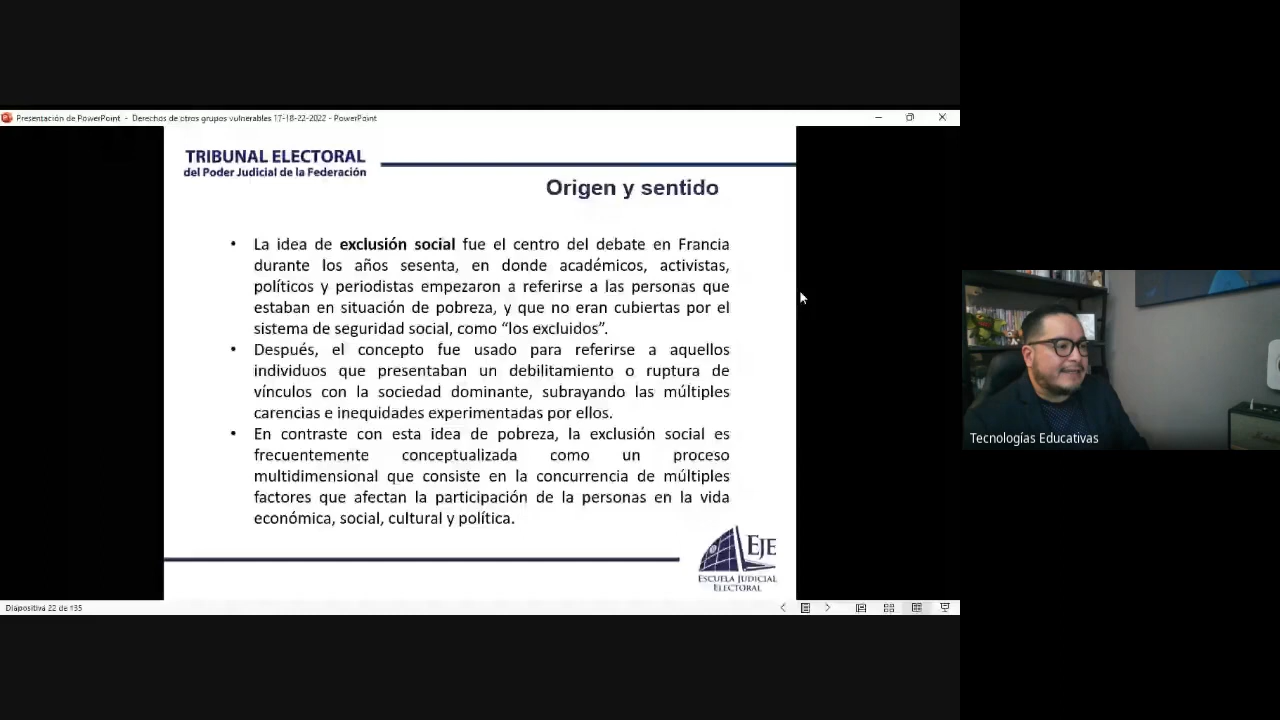 Presentación de PowerPoint - Derechos de otros grupos vulnerables 17-18-22-2022 - PowerPoint
TRIBUNAL ELECTORAL
del Poder Judicial de la Federación
Origen y sentido
• La idea de exclusión social fue el centro del debate en Francia
durante los años sesenta, en donde académicos, activistas,
políticos y periodistas empezaron a referirse a las personas que
estaban en situación de pobreza, y que no eran cubiertas por el
sistema de seguridad social, como “los excluidos”.
• Después, el concepto fue usado para referirse a aquellos
individuos que presentaban un debilitamiento o ruptura de
vínculos con la sociedad dominante, subrayando las múltiples
carencias e inequidades experimentadas por ellos.
• En contraste con esta idea de pobreza, la exclusión social es
frecuentemente conceptualizada como un proceso
multidimensional que consiste en la concurrencia de múltiples
factores que afectan la participación de la personas en la vida
económica, social, cultural y política.
EJE
ESCUELA JUDICIAL
ELECTORAL
Diapositiva 22 de 135
Tecnologías Educativas